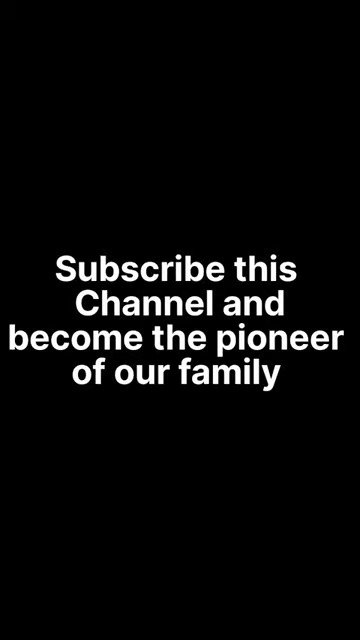 Subscribe this
Channel and
become the pioneer
of our family